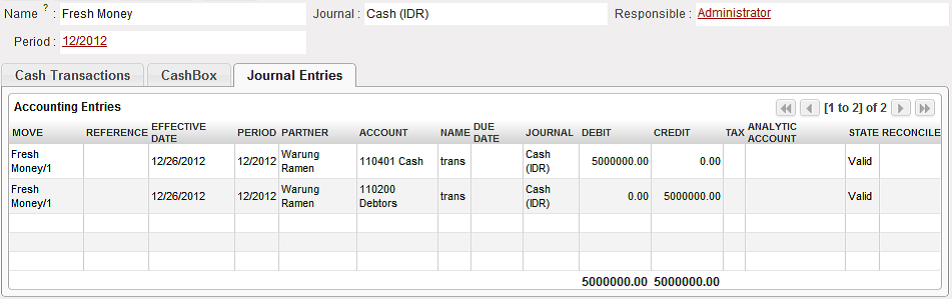 Name ? : Fresh Money Journal : Cash (IDR) Responsible : Administrator
Period : 12/2012
Cash Transactions CashBox Journal Entries
Accounting Entries [1 to 2] of 2
MOVE REFERENCE EFFECTIVE DATE PERIOD PARTNER ACCOUNT NAME DUE DATE JOURNAL DEBIT CREDIT TAX ANALYTIC ACCOUNT STATE RECONCILE
Fresh Money/1 12/26/2012 12/2012 Warung Ramen 110401 Cash trans Cash (IDR) 5000000.00 0.00 Valid
Fresh Money/1 12/26/2012 12/2012 Warung Ramen 110200 Debtors trans Cash (IDR) 0.00 5000000.00 Valid
5000000.00 5000000.00